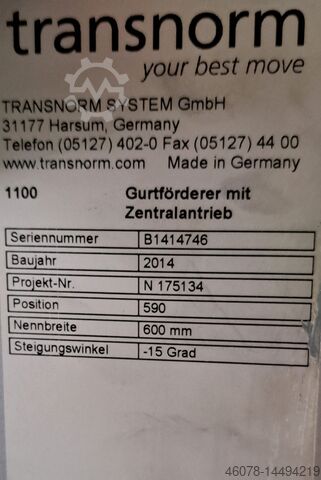 transnorm
your best move
TRANSNORM SYSTEM GmbH
31177 Harsum, Germany
Telefon (05127) 402-0 Fax (05127) 44 00
www.transnorm.com Made in Germany
1100 Gurtförderer mit
Zentralantrieb
Seriennummer B1414746
Baujahr 2014
Projekt-Nr. N 175134
Position 590
Nennbreite 600 mm
Steigungswinkel -15 Grad
46078-14494219